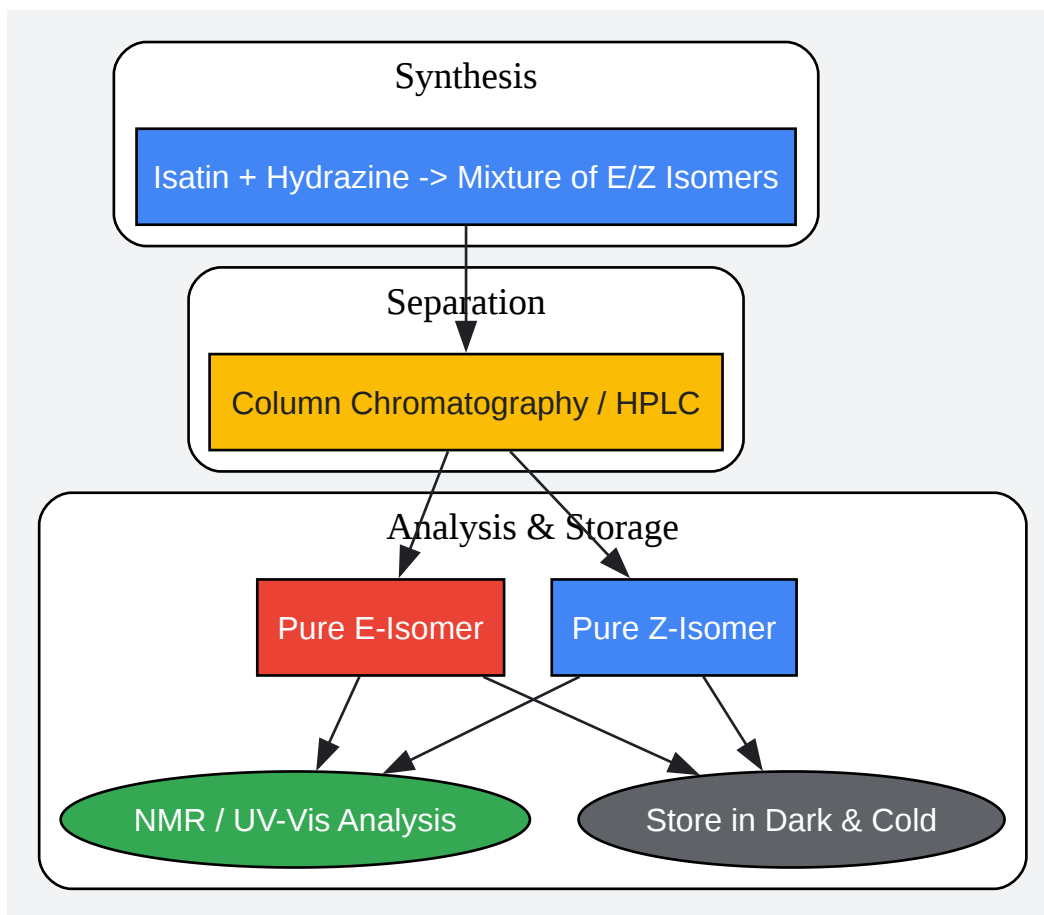 Synthesis
Isatin + Hydrazine -> Mixture of E/Z Isomers
Separation
Column Chromatography / HPLC
Analysis & Storage
Pure E-Isomer
Pure Z-Isomer
NMR / UV-Vis Analysis
Store in Dark & Cold